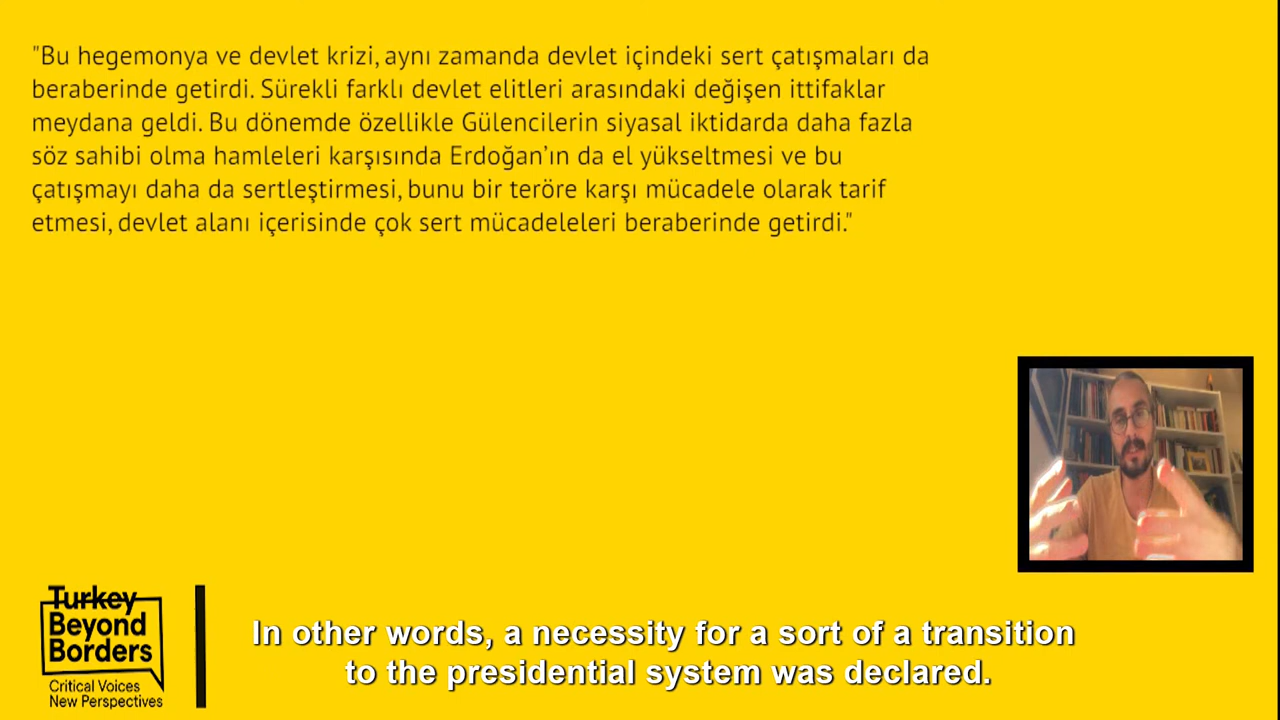 "Bu hegemonya ve devlet krizi, aynı zamanda devlet içindeki sert çatışmaları da
beraberinde getirdi. Sürekli farklı devlet elitleri arasındaki değişen ittifaklar
meydana geldi. Bu dönemde özellikle Gülencilerin siyasal iktidarda daha fazla
söz sahibi olma hamleleri karşısında Erdoğan’ın da el yükseltmesi ve bu
çatışmayı daha da sertleştirmesi, bunu bir teröre karşı mücadele olarak tarif
etmesi, devlet alanı içerisinde çok sert mücadeleleri beraberinde getirdi."
Turkey
Beyond
Borders
Critical Voices
New Perspectives
In other words, a necessity for a sort of a transition
to the presidential system was declared.